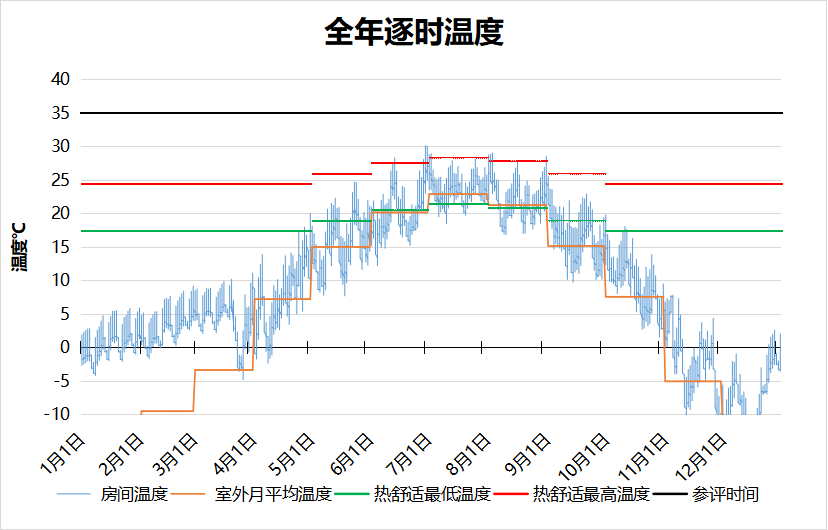 全年逐时温度
40
35
30
25
20
15
10
5
0
-5
-10
温度℃
1月1日
2月1日
3月1日
4月1日
5月1日
6月1日
7月1日
8月1日
9月1日
10月1日
11月1日
12月1日
房间温度 室外月平均温度 热舒适最低温度 热舒适最高温度 参评时间